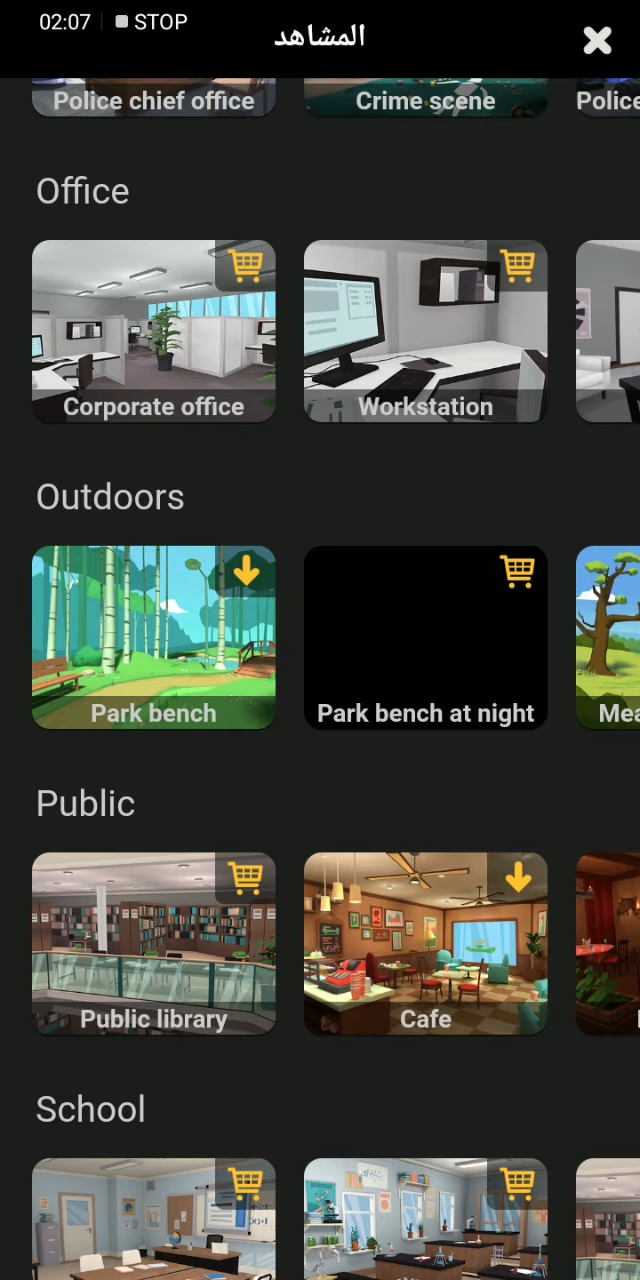 02:07 STOP
المشاهد
Police chief office
Crime scene
Police
Office
Corporate office
Workstation
Outdoors
Park bench
Park bench at night
Mea
Public
Public library
Cafe
School